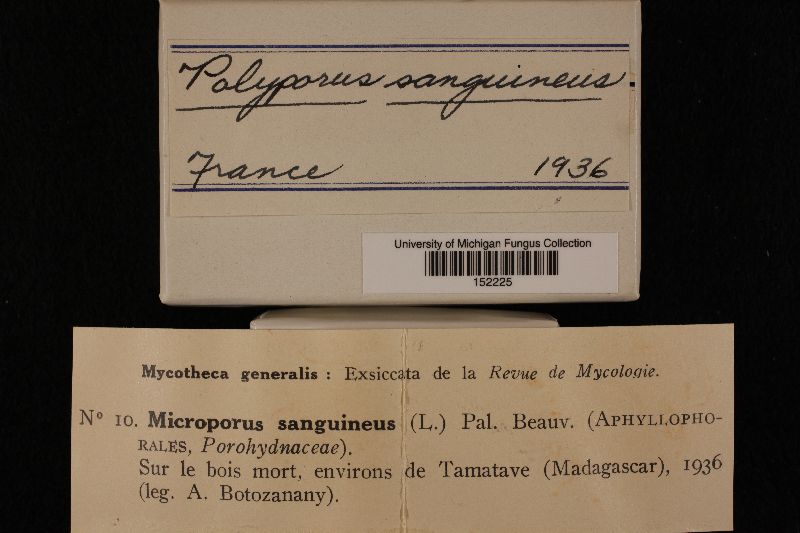 Polyporus sanguineus.
France 1936
University of Michigan Fungus Collection
152225
Mycotheca generalis : Exsiccata de la Revue de Mycologie.
Nº 10. Microporus sanguineus (L.) Pal. Beauv. (APHYLLOPHO-
RALES, Porohydnaceae).
Sur le bois mort, environs de Tamatave (Madagascar), 1936
(leg. A. Botozanany).